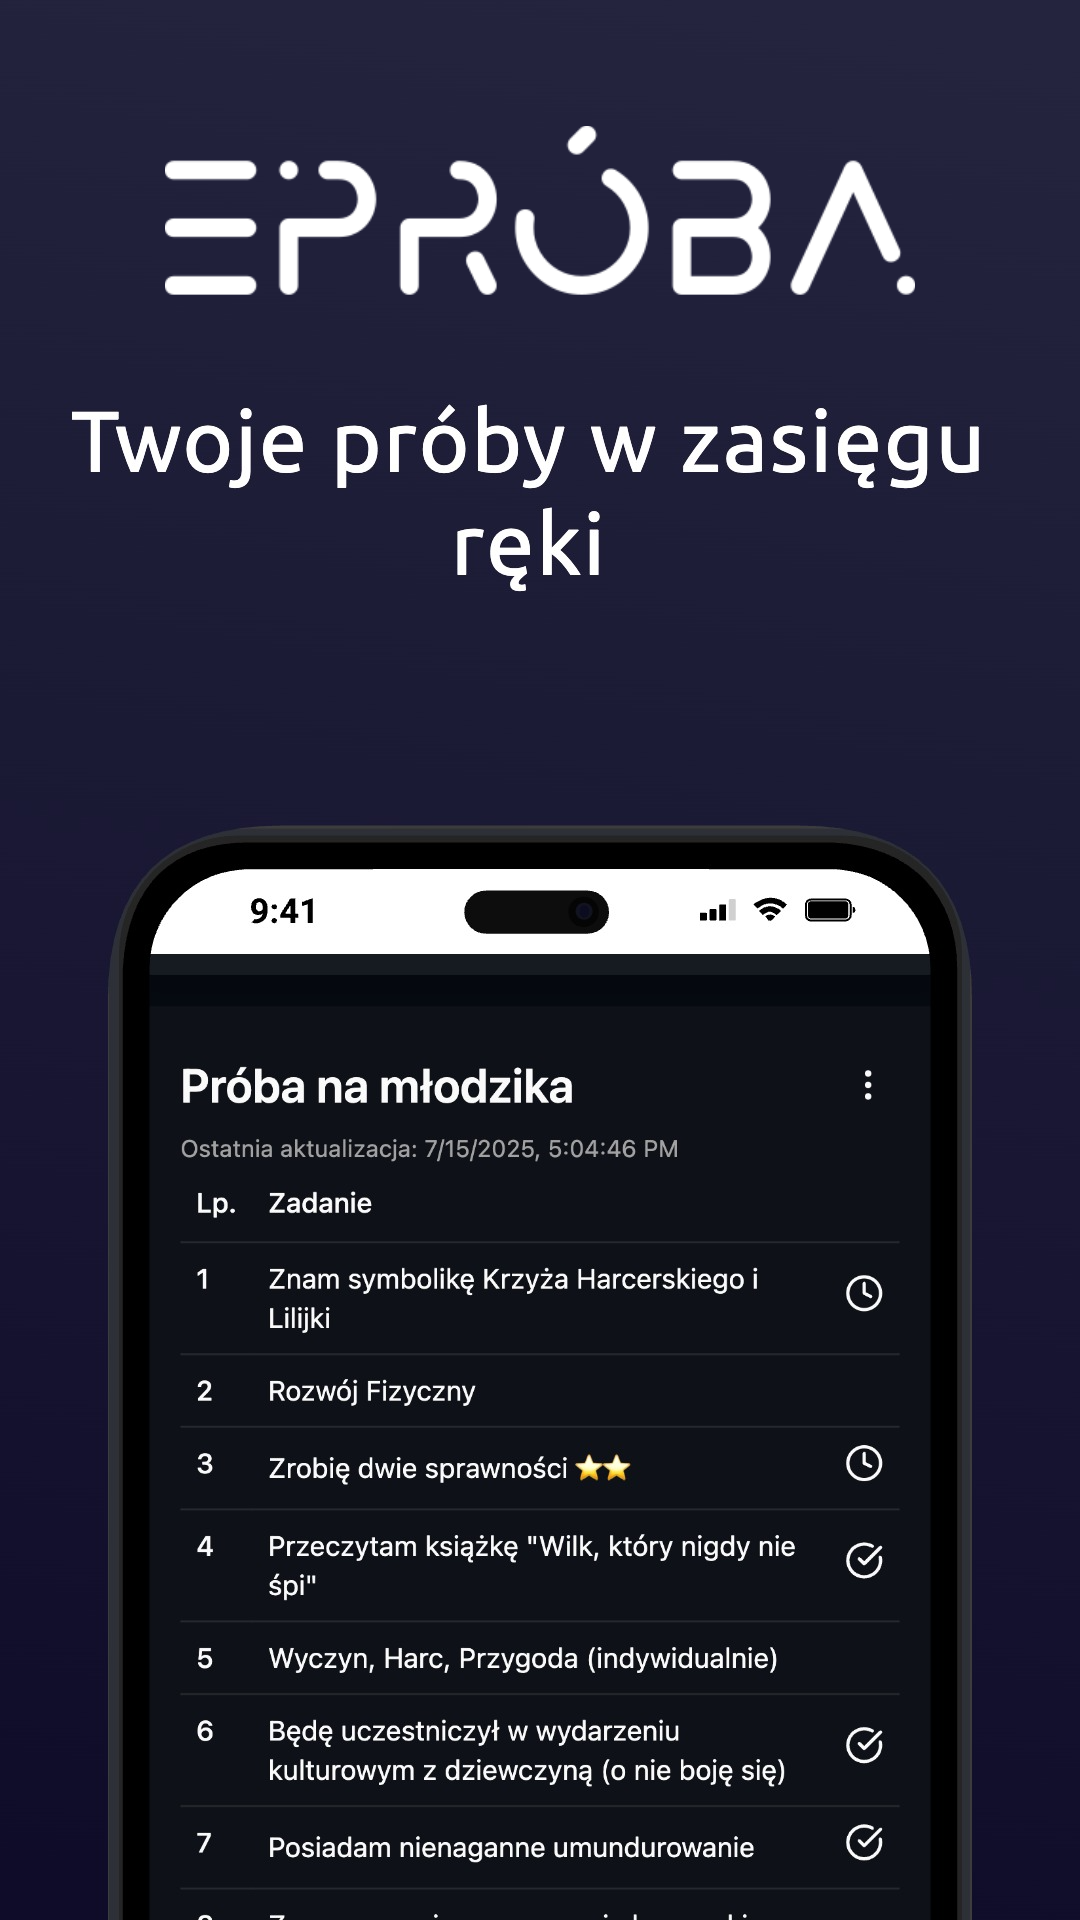 EPRÓBA
Twoje próby w zasięgu
ręki
9:41
Próba na młodzika
Ostatnia aktualizacja: 7/15/2025, 5:04:46 PM
Lp. Zadanie
1 Znam symbolikę Krzyża Harcerskiego i
Lilijki
2 Rozwój Fizyczny
3 Zrobię dwie sprawności ⭐⭐
4 Przeczytam książkę "Wilk, który nigdy nie
śpi"
5 Wyczyn, Harc, Przygoda (indywidualnie)
6 Będę uczestniczył w wydarzeniu
kulturowym z dziewczyną (o nie boję się)
7 Posiadam nienaganne umundurowanie